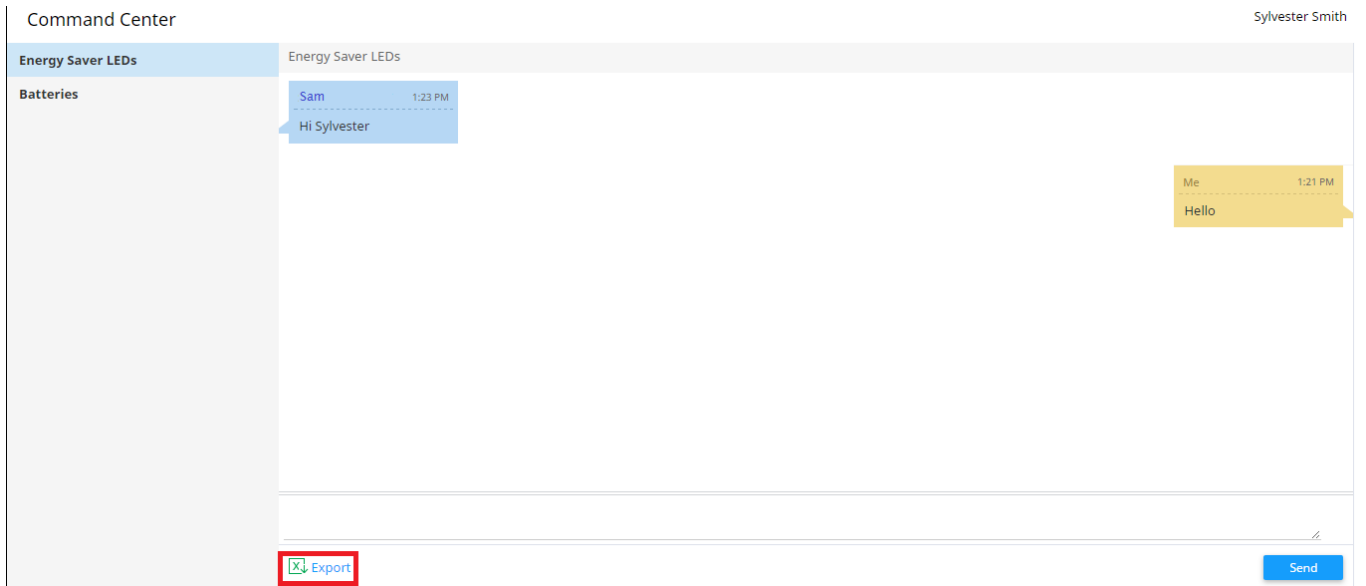 Command Center
Sylvester Smith
Energy Saver LEDs
Batteries
Energy Saver LEDs
Sam 1:23 PM
Hi Sylvester
Me 1:21 PM
Hello
Export
Send